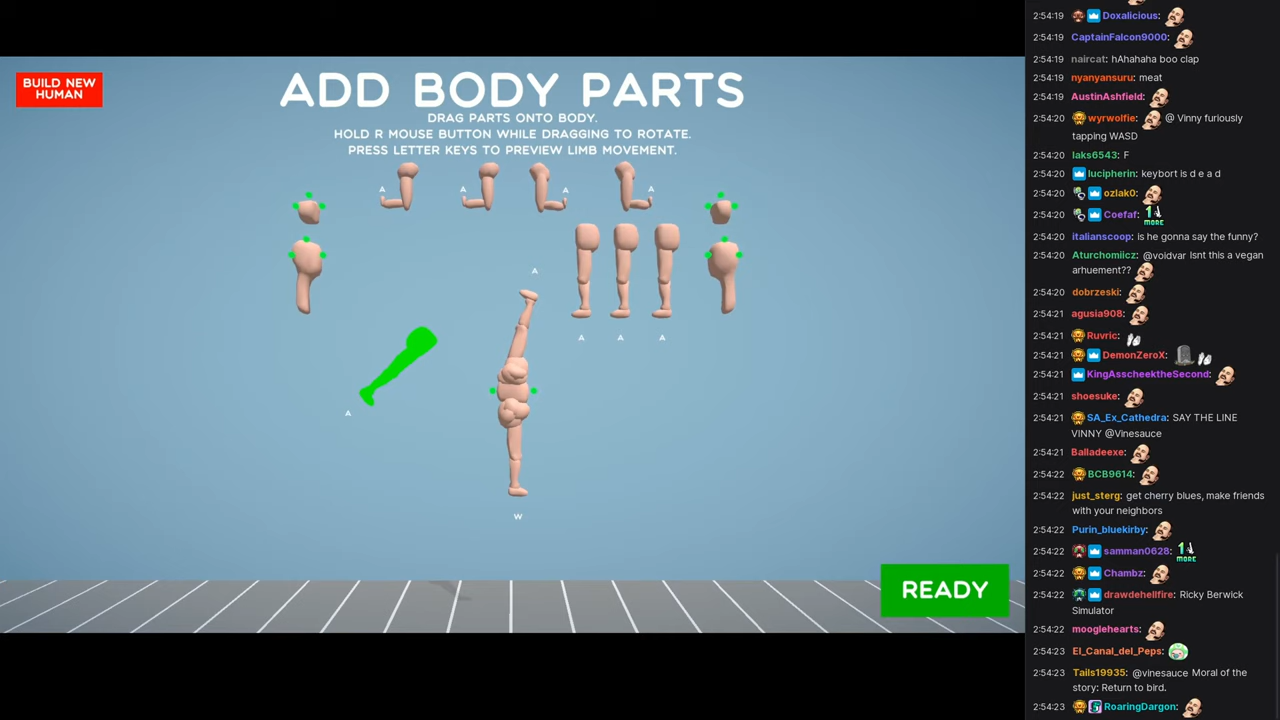 BUILD NEW
HUMAN
ADD BODY PARTS
DRAG PARTS ONTO BODY.
HOLD R MOUSE BUTTON WHILE DRAGGING TO ROTATE.
PRESS LETTER KEYS TO PREVIEW LIMB MOVEMENT.
A A A A
A
A A A
A
W
READY
2:54:19 Doxalicious:
2:54:19 CaptainFalcon9000:
2:54:19 naircat: hAhahaha boo clap
2:54:19 nyanyansuru: meat
2:54:19 AustinAshfield:
2:54:20 wyrwolfie: @ Vinny furiously
tapping WASD
2:54:20 laks6543: F
2:54:20 lucipherin: keybort is d e a d
2:54:20 ozlak0:
2:54:20 Coefaf: 1 MORE
2:54:20 italianscoop: is he gonna say the funny?
2:54:20 Aturchomiicz: @voidvar Isnt this a vegan
arhuement??
2:54:20 dobrzeski:
2:54:21 agusia908:
2:54:21 Ruvric:
2:54:21 DemonZeroX:
2:54:21 KingAsscheektheSecond:
2:54:21 shoesuke:
2:54:21 SA_Ex_Cathedra: SAY THE LINE
VINNY @Vinesauce
2:54:21 Balladeexe:
2:54:22 BCB9614:
2:54:22 just_sterg: get cherry blues, make friends
with your neighbors
2:54:22 Purin_bluekirby:
2:54:22 samman0628: 1 MORE
2:54:22 Chambz:
2:54:22 drawdehellfire: Ricky Berwick
Simulator
2:54:22 mooglehearts:
2:54:23 El_Canal_del_Peps:
2:54:23 Tails19935: @vinesauce Moral of the
story: Return to bird.
2:54:23 RoaringDargon: